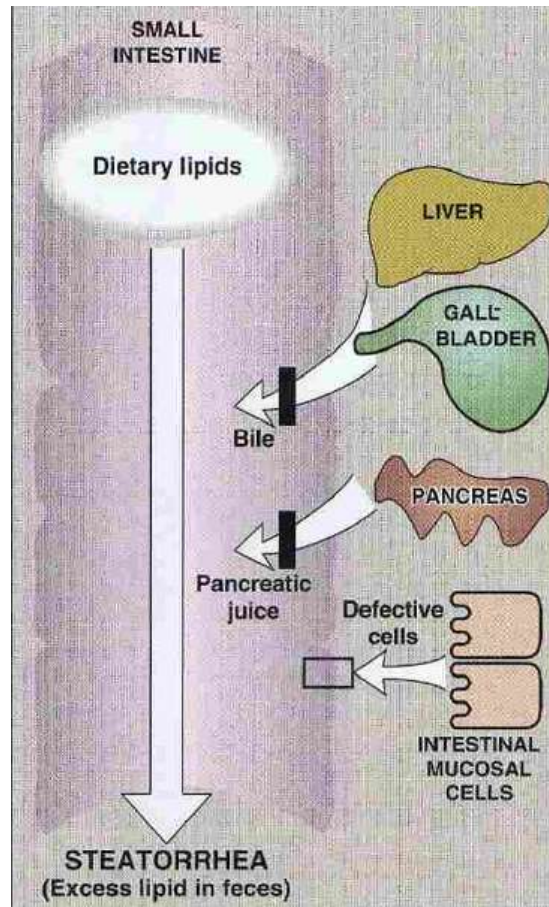 SMALL
INTESTINE
Dietary lipids
LIVER
GALL-
BLADDER
Bile
PANCREAS
Pancreatic
juice
Defective
cells
INTESTINAL
MUCOSAL
CELLS
STEATORRHEA
(Excess lipid in feces)